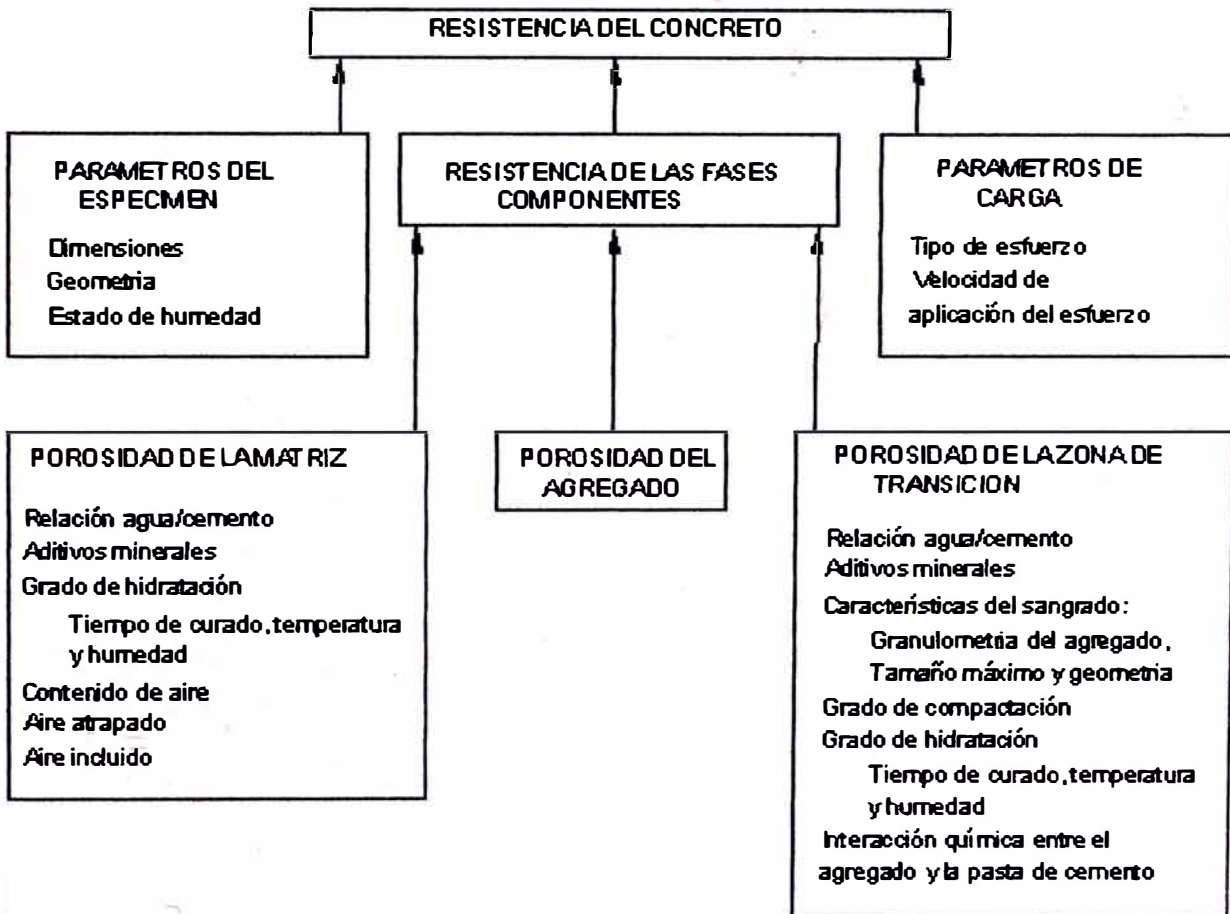 RESISTENCIA DEL CONCRETO
PARAMETROS DEL
ESPECIMEN
Dimensiones
Geometria
Estado de humedad
RESISTENCIA DE LAS FASES
COMPONENTES
PARAMETROS DE
CARGA
Tipo de esfuerzo
Velocidad de
aplicación del esfuerzo
POROSIDAD DE LA MATRIZ
Relación agua/cemento
Aditivos minerales
Grado de hidratación
Tiempo de curado, temperatura
y humedad
Contenido de aire
Aire atrapado
Aire incluido
POROSIDAD DEL
AGREGADO
POROSIDAD DE LA ZONA DE
TRANSICION
Relación agua/cemento
Aditivos minerales
Características del sangrado:
Granulometria del agregado,
Tamaño máximo y geometria
Grado de compactación
Grado de hidratación
Tiempo de curado, temperatura
y humedad
Interacción química entre el
agregado y la pasta de cemento